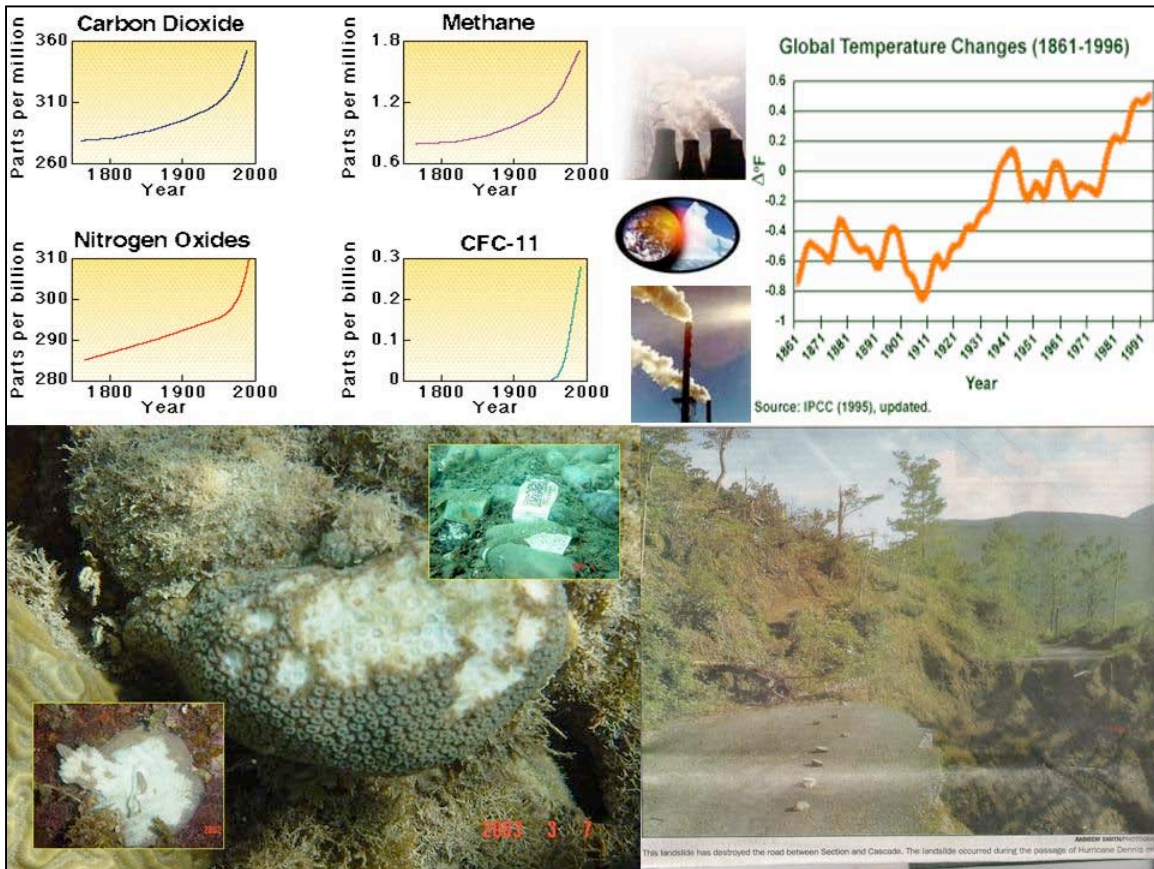 Carbon Dioxide
Parts per million
360
310
260
1800 1900 2000
Year
Methane
Parts per million
1.8
1.2
0.6
1800 1900 2000
Year
Nitrogen Oxides
Parts per billion
310
300
290
280
1800 1900 2000
Year
CFC-11
Parts per billion
0.3
0.2
0.1
0
1800 1900 2000
Year
Global Temperature Changes (1861-1996)
Δ°F
0.6
0.4
0.2
0
-0.2
-0.4
-0.6
-0.8
-1
1861 1871 1881 1891 1901 1911 1921 1931 1941 1951 1961 1971 1981 1991
Year
Source: IPCC (1995), updated.
2002
2003 3 7
ANDREW SMITH/PHOTOGR
This landslide has destroyed the road between Section and Cascade. The landslide occurred during the passage of Hurricane Dennis